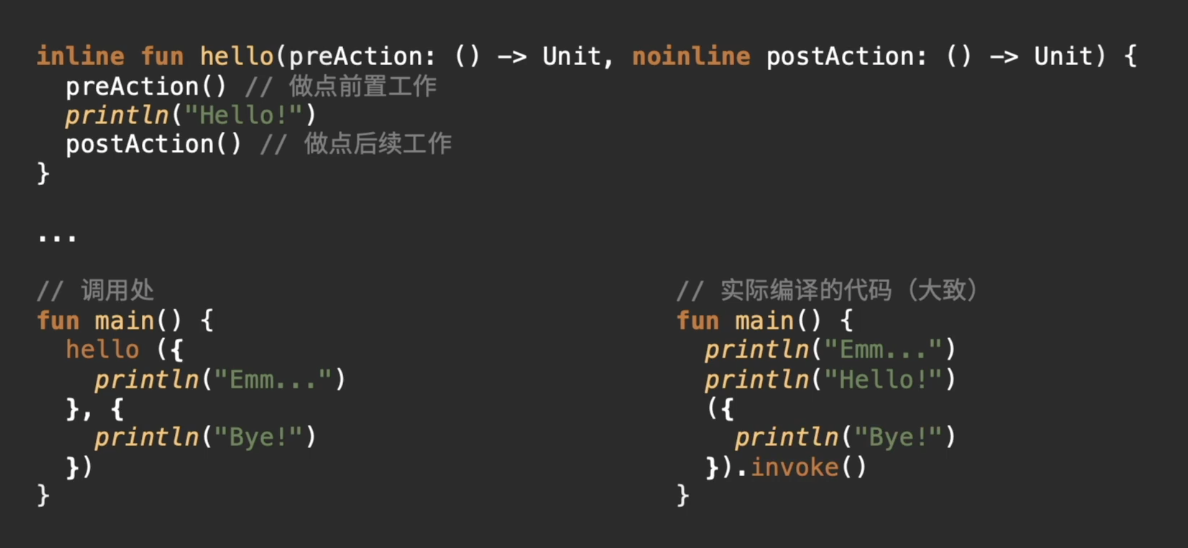 inline fun hello(preAction: () -> Unit, noinline postAction: () -> Unit) {
  preAction() // 做点前置工作
  println("Hello!")
  postAction() // 做点后续工作
}
...
// 调用处
fun main() {
  hello ({
    println("Emm...")
  }, {
    println("Bye!")
  })
}
// 实际编译的代码（大致）
fun main() {
  println("Emm...")
  println("Hello!")
  ({
    println("Bye!")
  }).invoke()
}